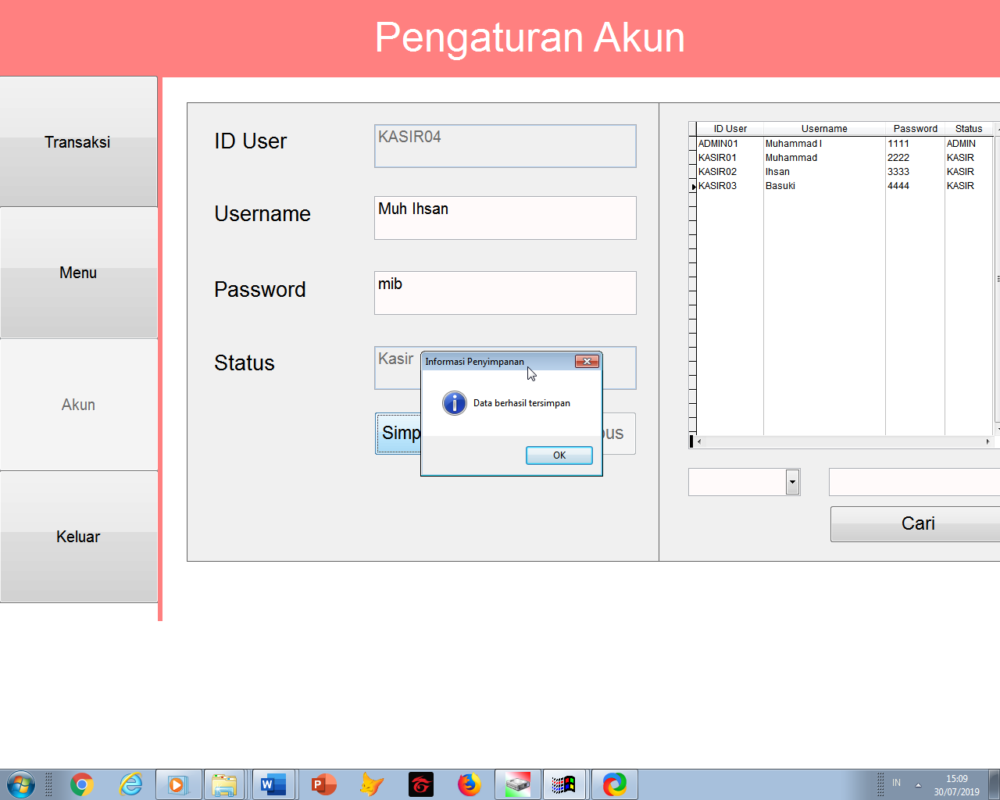 Pengaturan Akun
Transaksi
Menu
Akun
Keluar
ID User
KASIR04
Username
Muh Ihsan
Password
mib
Status
Kasir
Simp
us
Informasi Penyimpanan
Data berhasil tersimpan
OK
ID User Username Password Status
ADMIN01 Muhammad I 1111 ADMIN
KASIR01 Muhammad 2222 KASIR
KASIR02 Ihsan 3333 KASIR
KASIR03 Basuki 4444 KASIR
Cari
IN
15:09
30/07/2019